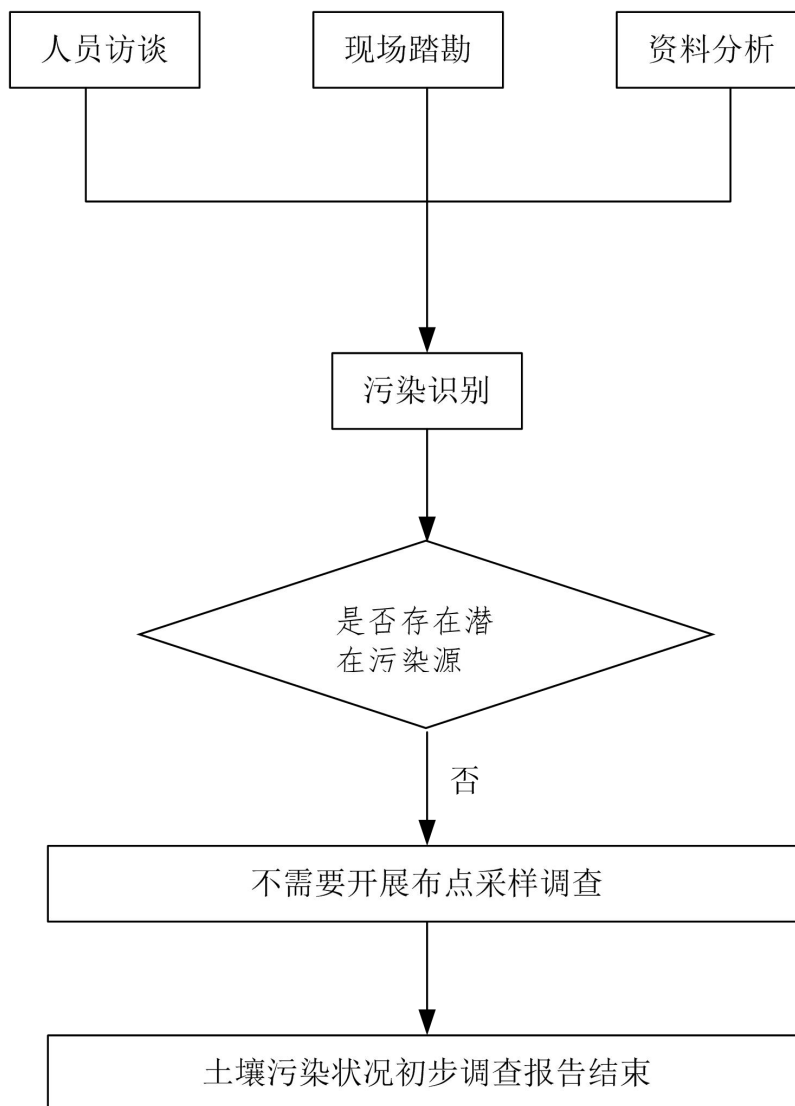 人员访谈
现场踏勘
资料分析
污染识别
是否存在潜
在污染源
否
不需要开展布点采样调查
土壤污染状况初步调查报告结束